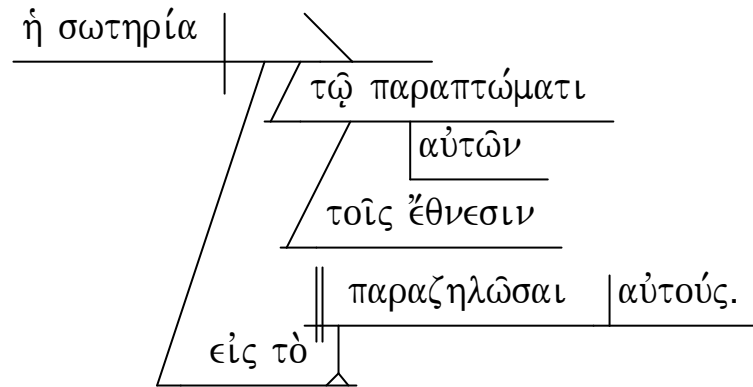 ἡ σωτηρία
τῷ παραπτώματι
αὐτῶν
τοῖς ἔθνεσιν
παραζηλῶσαι αὐτούς.
εἰς τὸ